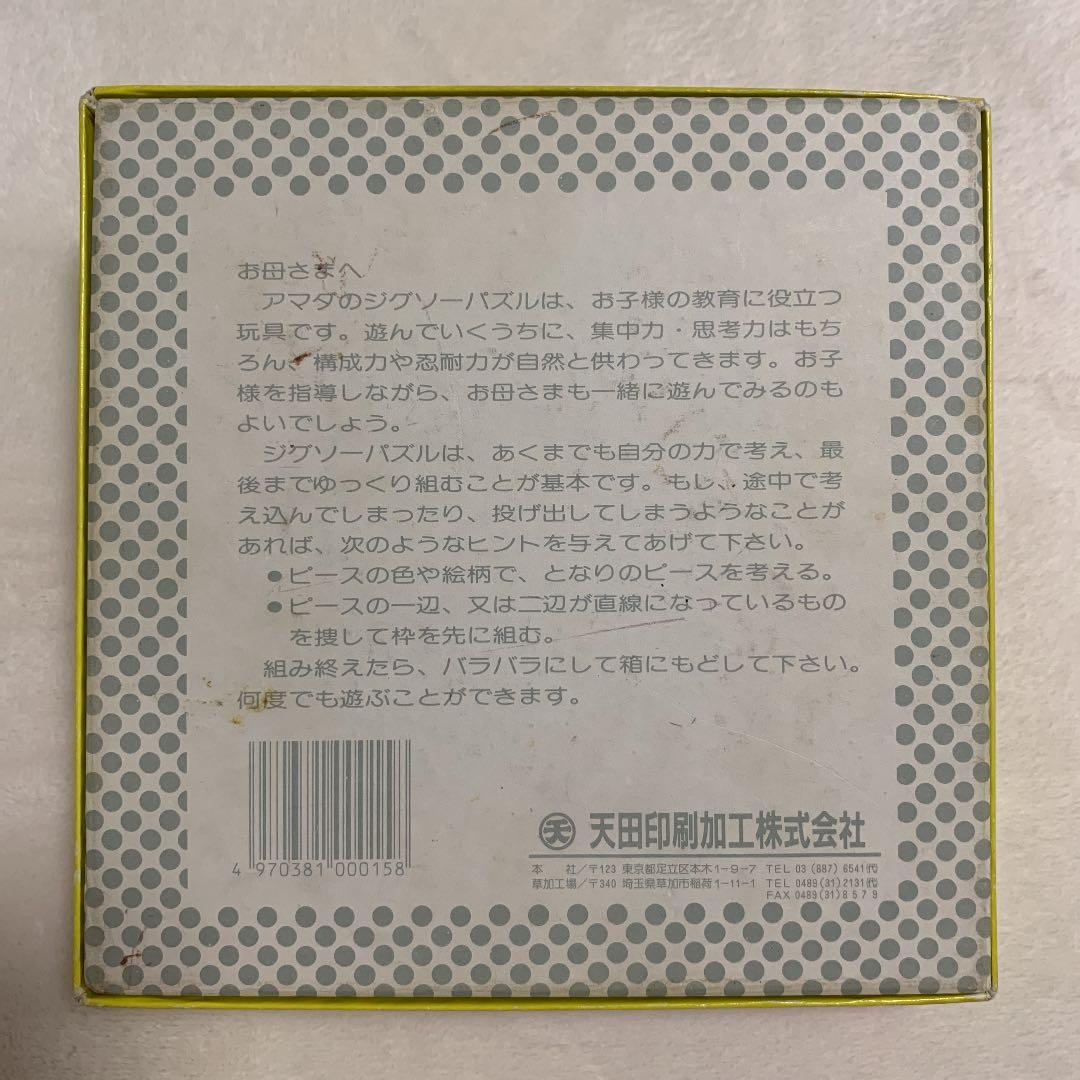 お母さまへ
アマダのジグソーパズルは、お子様の教育に役立つ
玩具です。遊んでいくうちに、集中力・思考力はもち
ろん、構成力や忍耐力が自然と供わってきます。お子
様を指導しながら、お母さまも一緒に遊んでみるのも
よいでしょう。
ジグソーパズルは、あくまでも自分の力で考え、最
後までゆっくり組むことが基本です。もし、途中で考
え込んでしまったり、投げ出してしまうようなことが
あれば、次のようなヒントを与えてあげて下さい。
●ピースの色や絵柄で、となりのピースを考える。
●ピースの一辺、又は二辺が直線になっているもの
を捜して枠を先に組む。
組み終えたら、バラバラにして箱にもどして下さい。
何度でも遊ぶことができます。
4 970381 000158
天 天田印刷加工株式会社
本 社／〒123 東京都足立区本木1-9-7 TEL 03 (887) 6541代
草加工場／〒340 埼玉県草加市稲荷1-11-1 TEL 0489(31)2131代
FAX 0489(31)8579